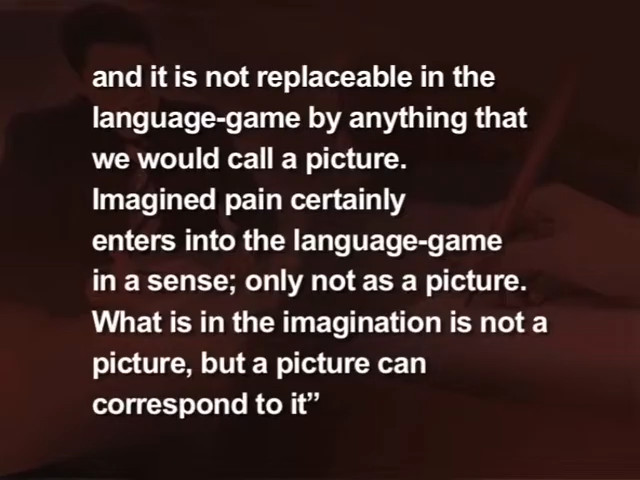 and it is not replaceable in the
language-game by anything that
we would call a picture.
Imagined pain certainly
enters into the language-game
in a sense; only not as a picture.
What is in the imagination is not a
picture, but a picture can
correspond to it”